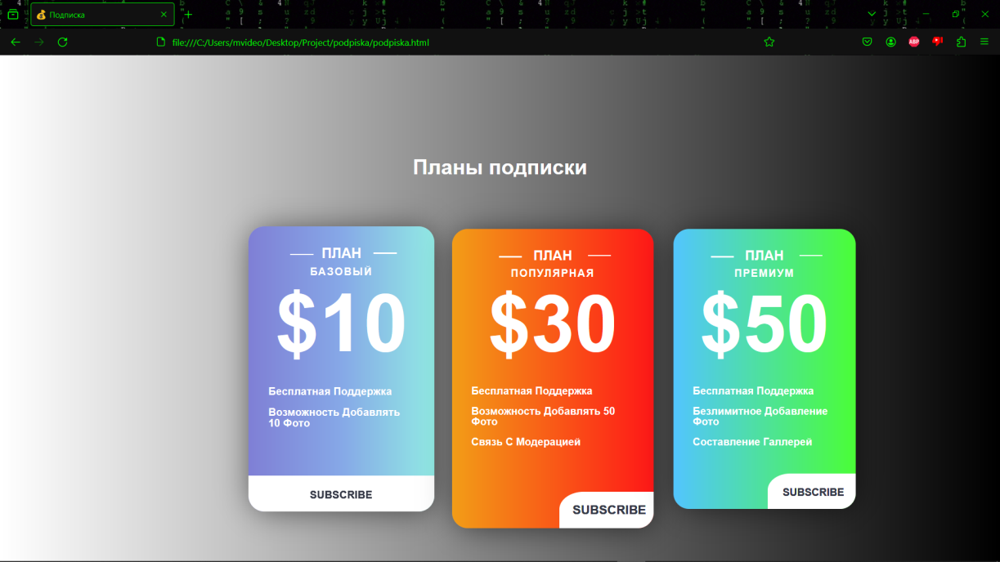 Подписка
file:///C:/Users/mvideo/Desktop/Project/podpiska/podpiska.html
ABP
Планы подписки
ПЛАН
БАЗОВЫЙ
$10
Бесплатная Поддержка
Возможность Добавлять
10 Фото
SUBSCRIBE
ПЛАН
ПОПУЛЯРНАЯ
$30
Бесплатная Поддержка
Возможность Добавлять 50
Фото
Связь С Модерацией
SUBSCRIBE
ПЛАН
ПРЕМИУМ
$50
Бесплатная Поддержка
Безлимитное Добавление
Фото
Составление Галлерей
SUBSCRIBE